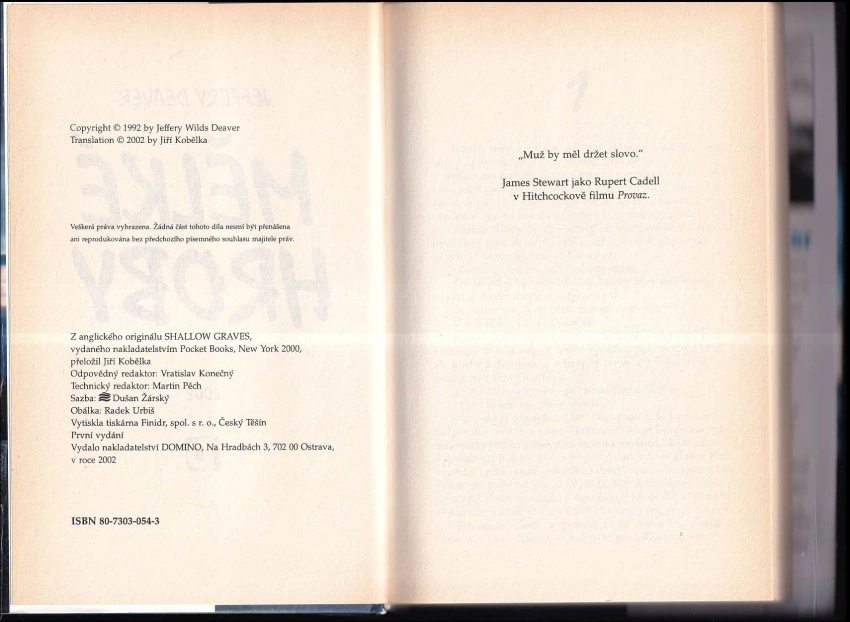 Copyright © 1992 by Jeffery Wilds Deaver
Translation © 2002 by Jiří Kobělka
Veškerá práva vyhrazena. Žádná část tohoto díla nesmí být přenášena
ani reprodukována bez předchozího písemného souhlasu majitele práv.
Z anglického originálu SHALLOW GRAVES,
vydaného nakladatelstvím Pocket Books, New York 2000,
přeložil Jiří Kobělka
Odpovědný redaktor: Vratislav Konečný
Technický redaktor: Martin Pěch
Sazba: Dušan Žárský
Obálka: Radek Urbiš
Vytiskla tiskárna Finidr, spol. s r. o., Český Těšín
První vydání
Vydalo nakladatelství DOMINO, Na Hradbách 3, 702 00 Ostrava,
v roce 2002
ISBN 80-7303-054-3
„Muž by měl držet slovo.“
James Stewart jako Rupert Cadell
v Hitchcockově filmu Provaz.
JEFFERY DEAVER
MĚLKÉ
HROBY